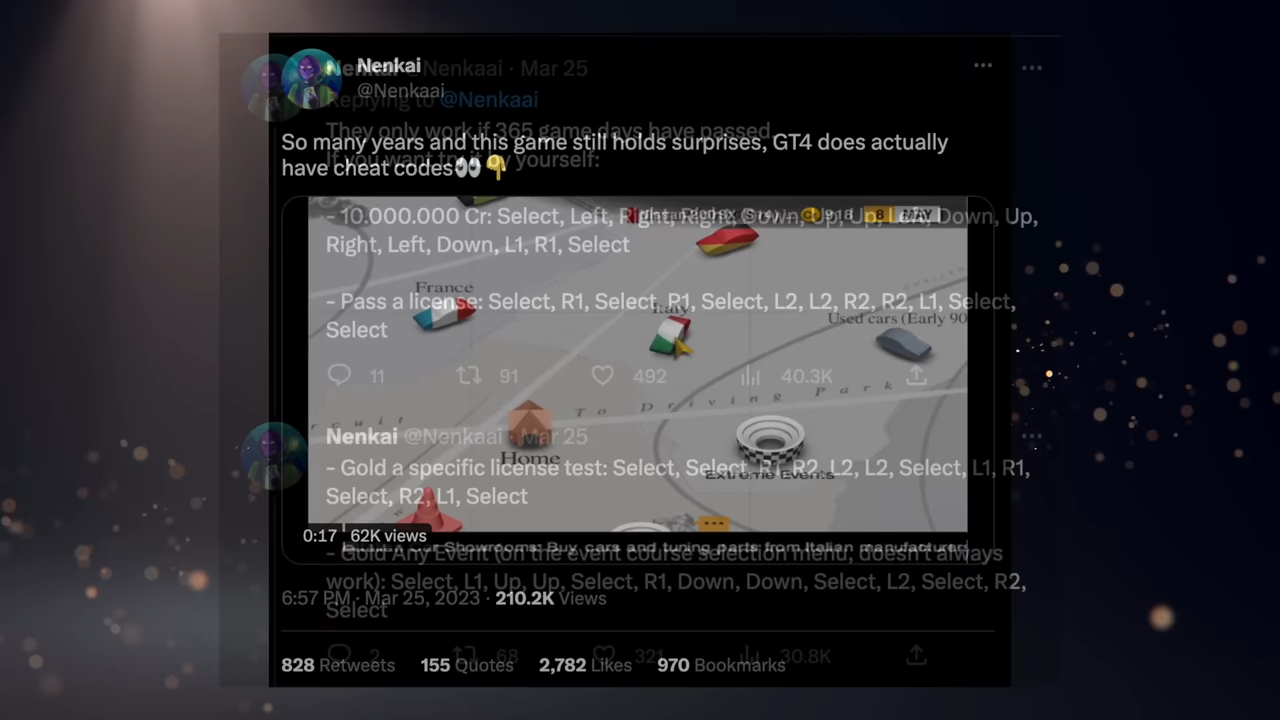 Nenkai
@Nenkaai
So many years and this game still holds surprises, GT4 does actually
have cheat codes👀👇
France
Italy
Used cars (Early 90
To Driving Park
Home
Extreme Events
8 MAY
0:17 62K views
Car Showrooms: Buy cars and tuning parts from Italian manufacturer
6:57 PM · Mar 25, 2023 · 210.2K Views
828 Retweets 155 Quotes 2,782 Likes 970 Bookmarks
Nenkai @Nenkaai · Mar 25
Replying to @Nenkaai
They only work if 365 game days have passed.
If you want try it by yourself:
- 10.000.000 Cr: Select, Left, Right, Right, Down, Up, Up, Left, Down, Up,
Right, Left, Down, L1, R1, Select
- Pass a license: Select, R1, Select, R1, Select, L2, L2, R2, R2, L1, Select,
Select
11 91 492 40.3K
Nenkai @Nenkaai · Mar 25
- Gold a specific license test: Select, Select, R1, R2, L2, L2, Select, L1, R1,
Select, R2, L1, Select
- Gold Any Event (on the event course selection menu, doesn't always
work): Select, L1, Up, Up, Select, R1, Down, Down, Select, L2, Select, R2,
Select
2 68 321 30.8K